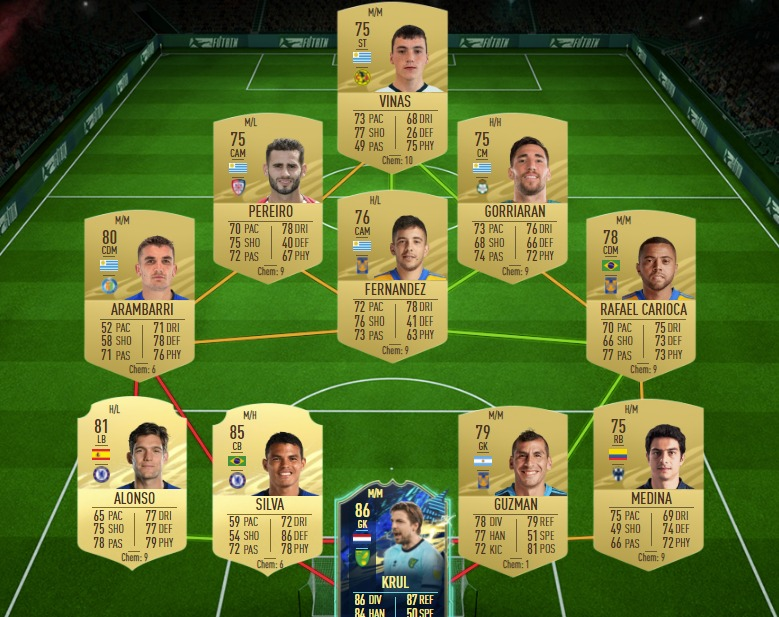 M/M
75
ST
VINAS
73 PAC 68 DRI
77 SHO 26 DEF
49 PAS 75 PHY
Chem: 10
M/L
75
CAM
PEREIRO
70 PAC 78 DRI
75 SHO 40 DEF
72 PAS 67 PHY
Chem: 9
H/H
75
CM
GORRIARAN
73 PAC 76 DRI
68 SHO 66 DEF
74 PAS 72 PHY
Chem: 9
M/M
80
CDM
ARAMBARRI
52 PAC 71 DRI
58 SHO 78 DEF
71 PAS 76 PHY
Chem: 6
H/L
76
CAM
FERNANDEZ
72 PAC 78 DRI
76 SHO 41 DEF
73 PAS 63 PHY
Chem: 9
M/M
78
CDM
RAFAEL CARIOCA
70 PAC 75 DRI
66 SHO 73 DEF
77 PAS 73 PHY
Chem: 9
H/L
81
LB
ALONSO
65 PAC 77 DRI
75 SHO 77 DEF
78 PAS 79 PHY
Chem: 9
M/H
85
CB
SILVA
59 PAC 72 DRI
54 SHO 86 DEF
72 PAS 78 PHY
Chem: 6
M/M
86
GK
KRUL
86 DIV 87 REF
84 HAN 50 SPE
M/M
79
GK
GUZMAN
78 DIV 79 REF
77 HAN 51 SPE
72 KIC 81 POS
Chem: 1
H/M
75
RB
MEDINA
75 PAC 69 DRI
49 SHO 74 DEF
66 PAS 72 PHY
Chem: 9